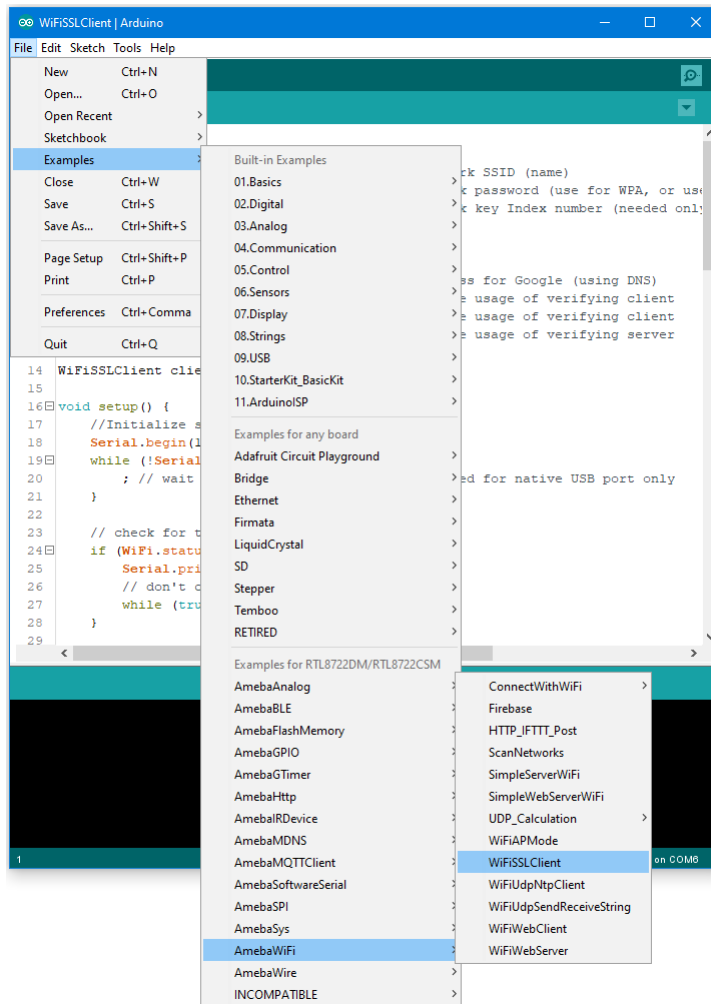 WiFiSSLClient | Arduino
File Edit Sketch Tools Help
New Ctrl+N
Open... Ctrl+O
Open Recent
Sketchbook
Examples
Close Ctrl+W
Save Ctrl+S
Save As... Ctrl+Shift+S
Page Setup Ctrl+Shift+P
Print Ctrl+P
Preferences Ctrl+Comma
Quit Ctrl+Q
Built-in Examples
01.Basics
02.Digital
03.Analog
04.Communication
05.Control
06.Sensors
07.Display
08.Strings
09.USB
10.StarterKit_BasicKit
11.ArduinoISP
Examples for any board
Adafruit Circuit Playground
Bridge
Ethernet
Firmata
LiquidCrystal
SD
Stepper
Temboo
RETIRED
Examples for RTL8722DM/RTL8722CSM
AmebaAnalog
AmebaBLE
AmebaFlashMemory
AmebaGPIO
AmebaGTimer
AmebaHttp
AmebaIRDevice
AmebaMDNS
AmebaMQTTClient
AmebaSoftwareSerial
AmebaSPI
AmebaSys
AmebaWiFi
AmebaWire
INCOMPATIBLE
ConnectWithWiFi
Firebase
HTTP_IFTTT_Post
ScanNetworks
SimpleServerWiFi
SimpleWebServerWiFi
UDP_Calculation
WiFiAPMode
WiFiSSLClient
WiFiUdpNtpClient
WiFiUdpSendReceiveString
WiFiWebClient
WiFiWebServer
rk SSID (name)
k password (use for WPA, or use
k key Index number (needed only
ss for Google (using DNS)
e usage of verifying client
e usage of verifying client
e usage of verifying server
14 WiFiSSLClient clie
15
16 void setup() {
17 //Initialize s
18 Serial.begin(1
19 while (!Serial
20 ; // wait ed for native USB port only
21 }
22
23 // check for t
24 if (WiFi.statu
25 Serial.pri
26 // don't c
27 while (tru
28 }
29
1 on COM6